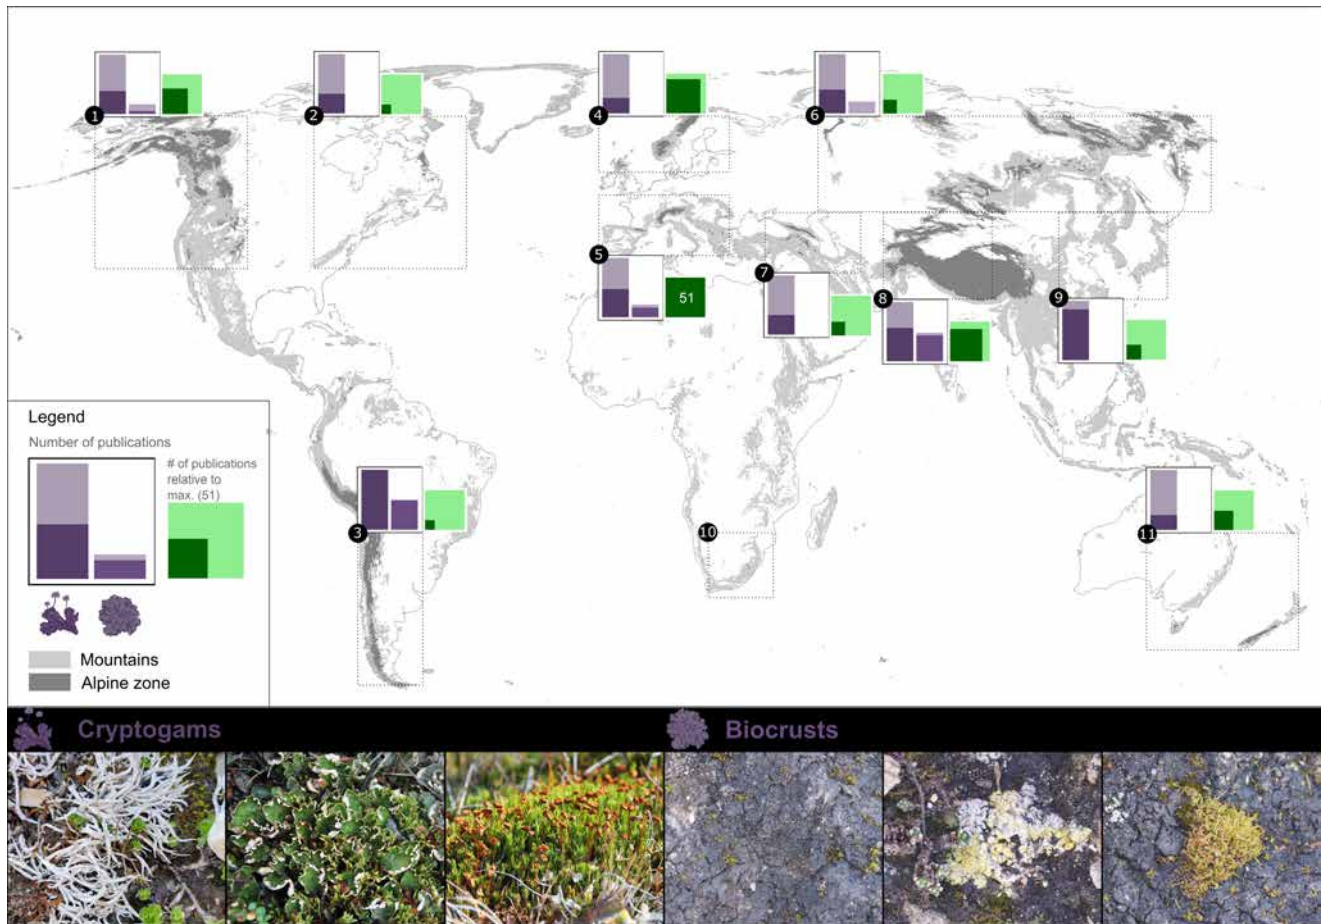 1
2
4
6
5
51
7
8
9
3
10
11
Legend
Number of publications
# of publications
relative to
max. (51)
Mountains
Alpine zone
Cryptogams
Biocrusts